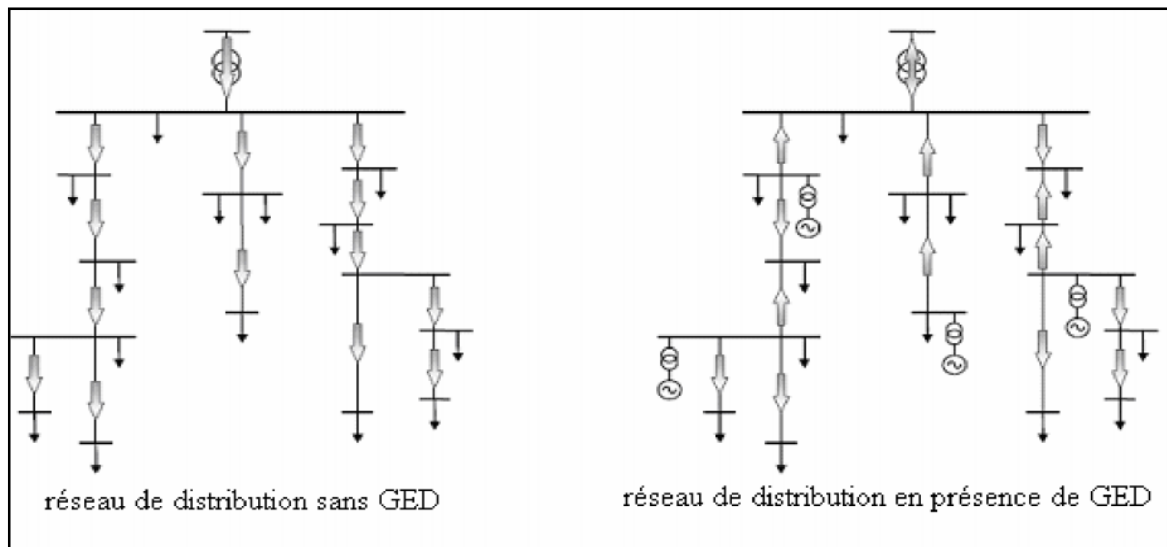 réseau de distribution sans GED
réseau de distribution en présence de GED